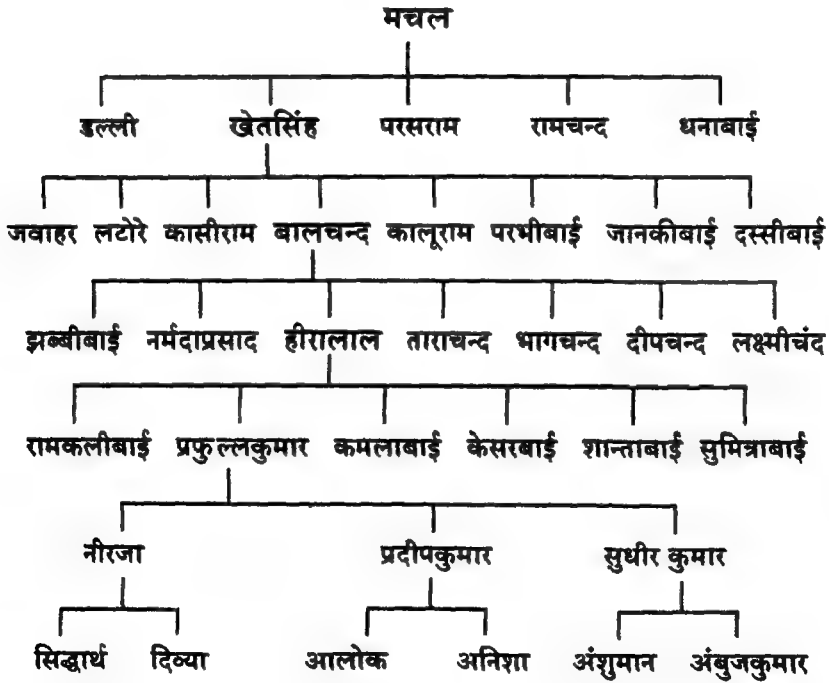 मचल
डल्ली खेतसिंह परसराम रामचन्द धनाबाई
जवाहर लटोरे कासीराम बालचन्द कालूराम परभीबाई जानकीबाई दस्सीबाई
झब्बीबाई नर्मदाप्रसाद हीरालाल ताराचन्द भागचन्द दीपचन्द लक्ष्मीचंद
रामकलीबाई प्रफुल्लकुमार कमलाबाई केसरबाई शान्ताबाई सुमित्राबाई
नीरजा प्रदीपकुमार सुधीर कुमार
सिद्धार्थ दिव्या आलोक अनिशा अंशुमान अंबुजकुमार